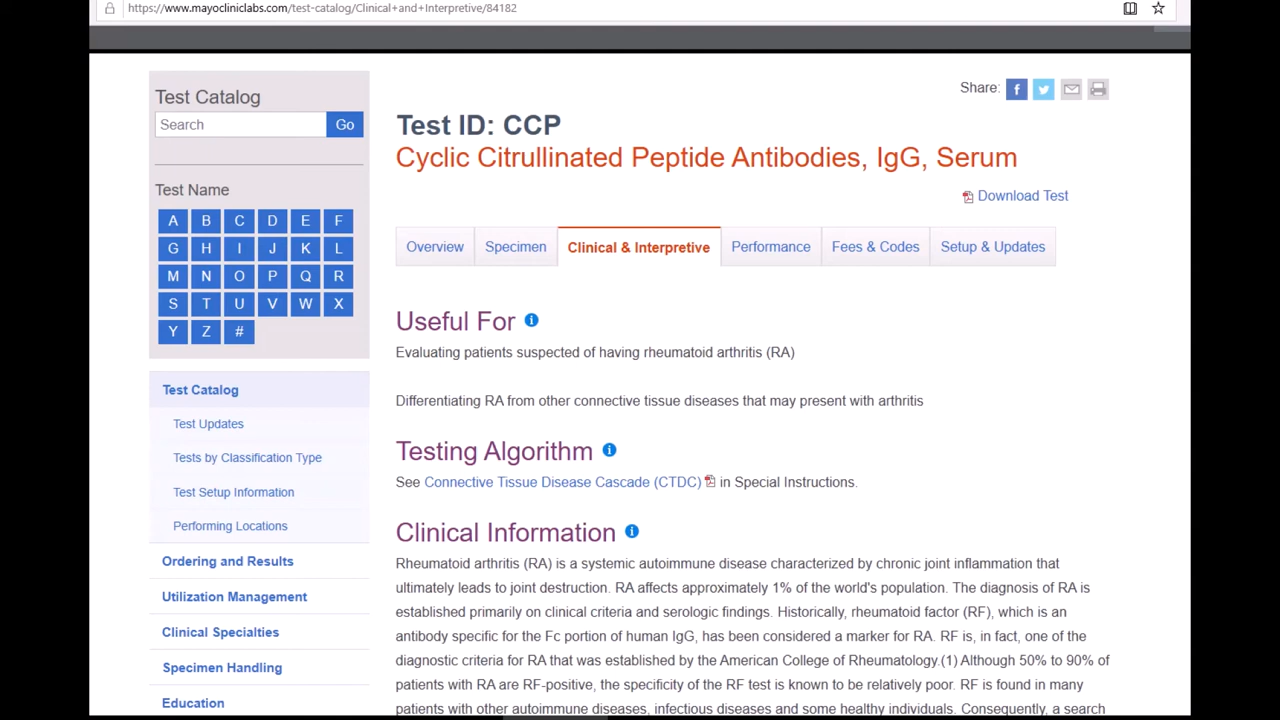 https://www.mayocliniclabs.com/test-catalog/Clinical+and+Interpretive/84182
Test Catalog
Search
Go
Test Name
A B C D E F
G H I J K L
M N O P Q R
S T U V W X
Y Z #
Test Catalog
Test Updates
Tests by Classification Type
Test Setup Information
Performing Locations
Ordering and Results
Utilization Management
Clinical Specialties
Specimen Handling
Education
Share:
Test ID: CCP
Cyclic Citrullinated Peptide Antibodies, IgG, Serum
Download Test
Overview Specimen Clinical & Interpretive Performance Fees & Codes Setup & Updates
Useful For
Evaluating patients suspected of having rheumatoid arthritis (RA)
Differentiating RA from other connective tissue diseases that may present with arthritis
Testing Algorithm
See Connective Tissue Disease Cascade (CTDC) in Special Instructions.
Clinical Information
Rheumatoid arthritis (RA) is a systemic autoimmune disease characterized by chronic joint inflammation that
ultimately leads to joint destruction. RA affects approximately 1% of the world's population. The diagnosis of RA is
established primarily on clinical criteria and serologic findings. Historically, rheumatoid factor (RF), which is an
antibody specific for the Fc portion of human IgG, has been considered a marker for RA. RF is, in fact, one of the
diagnostic criteria for RA that was established by the American College of Rheumatology.(1) Although 50% to 90% of
patients with RA are RF-positive, the specificity of the RF test is known to be relatively poor. RF is found in many
patients with other autoimmune diseases, infectious diseases and some healthy individuals. Consequently, a search